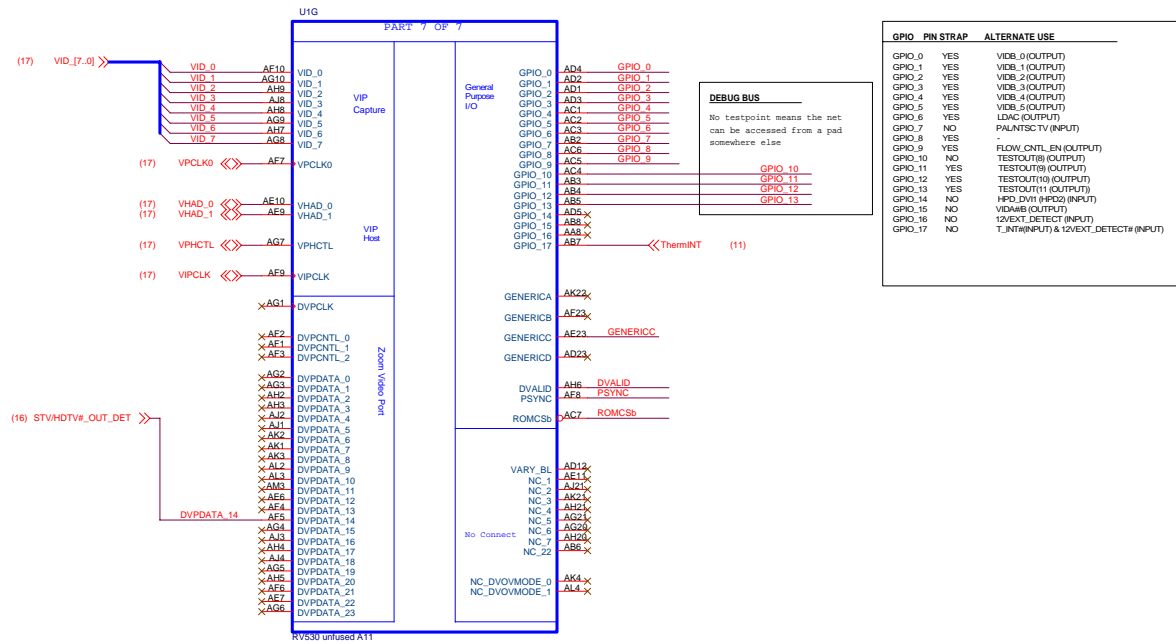 U1G
PART 7 OF 7
(17) VID_[7..0]
VID_0 AF10 VID_0
VID_1 AG10 VID_1
VID_2 AH9 VID_2
VID_3 AJ8 VID_3
VID_4 AH8 VID_4
VID_5 AG9 VID_5
VID_6 AH7 VID_6
VID_7 AG8 VID_7
VIP
Capture
(17) VPCLK0 AF7 VPCLK0
(17) VHAD_0 AE10 VHAD_0
(17) VHAD_1 AE9 VHAD_1
VIP
Host
(17) VPHCTL AG7 VPHCTL
(17) VIPCLK AF9 VIPCLK
AG1 DVPCLK
AF2 DVPCNTL_0
AF1 DVPCNTL_1
AF3 DVPCNTL_2
Zoom Video Port
AG2 DVPDATA_0
AG3 DVPDATA_1
AH2 DVPDATA_2
AH3 DVPDATA_3
AJ2 DVPDATA_4
AJ1 DVPDATA_5
AK2 DVPDATA_6
AK1 DVPDATA_7
AK3 DVPDATA_8
AL2 DVPDATA_9
AL3 DVPDATA_10
AM3 DVPDATA_11
AE6 DVPDATA_12
AF4 DVPDATA_13
(16) STV/HDTV#_OUT_DET
DVPDATA_14 AF5 DVPDATA_14
AG4 DVPDATA_15
AJ3 DVPDATA_16
AH4 DVPDATA_17
AJ4 DVPDATA_18
AG5 DVPDATA_19
AH5 DVPDATA_20
AF6 DVPDATA_21
AE7 DVPDATA_22
AG6 DVPDATA_23
RV530 unfused A11
General
Purpose
I/O
GPIO_0 AD4 GPIO_0
GPIO_1 AD2 GPIO_1
GPIO_2 AD1 GPIO_2
GPIO_3 AD3 GPIO_3
GPIO_4 AC1 GPIO_4
GPIO_5 AC2 GPIO_5
GPIO_6 AC3 GPIO_6
GPIO_7 AB2 GPIO_7
GPIO_8 AC6 GPIO_8
GPIO_9 AC5 GPIO_9
GPIO_10 AC4 GPIO_10
GPIO_11 AB3 GPIO_11
GPIO_12 AB4 GPIO_12
GPIO_13 AB5 GPIO_13
GPIO_14 AD5
GPIO_15 AB8
GPIO_16 AA8
GPIO_17 AB7 ThermINT (11)
GENERICA AK22
GENERICB AF23
GENERICC AE23 GENERICC
GENERICD AD23
DVALID AH6 DVALID
PSYNC AF8 PSYNC
ROMCSb AC7 ROMCSb
No Connect
VARY_BL AD12
NC_1 AE11
NC_2 AJ21
NC_3 AK21
NC_4 AH21
NC_5 AG21
NC_6 AG20
NC_7 AH20
NC_22 AB6
NC_DVOVMODE_0 AK4
NC_DVOVMODE_1 AL4
DEBUG BUS
No testpoint means the net
can be accessed from a pad
somewhere else
GPIO PIN STRAP ALTERNATE USE
GPIO_0 YES VIDB_0 (OUTPUT)
GPIO_1 YES VIDB_1 (OUTPUT)
GPIO_2 YES VIDB_2 (OUTPUT)
GPIO_3 YES VIDB_3 (OUTPUT)
GPIO_4 YES VIDB_4 (OUTPUT)
GPIO_5 YES VIDB_5 (OUTPUT)
GPIO_6 YES LDAC (OUTPUT)
GPIO_7 NO PAL/NTSC TV (INPUT)
GPIO_8 YES -
GPIO_9 YES FLOW_CNTL_EN (OUTPUT)
GPIO_10 NO TESTOUT(8) (OUTPUT)
GPIO_11 YES TESTOUT(9) (OUTPUT)
GPIO_12 YES TESTOUT(10) (OUTPUT)
GPIO_13 YES TESTOUT(11 (OUTPUT))
GPIO_14 NO HPD_DVI1 (HPD2) (INPUT)
GPIO_15 NO VIDA#/B (OUTPUT)
GPIO_16 NO 12VEXT_DETECT (INPUT)
GPIO_17 NO T_INT#(INPUT) & 12VEXT_DETECT# (INPUT)